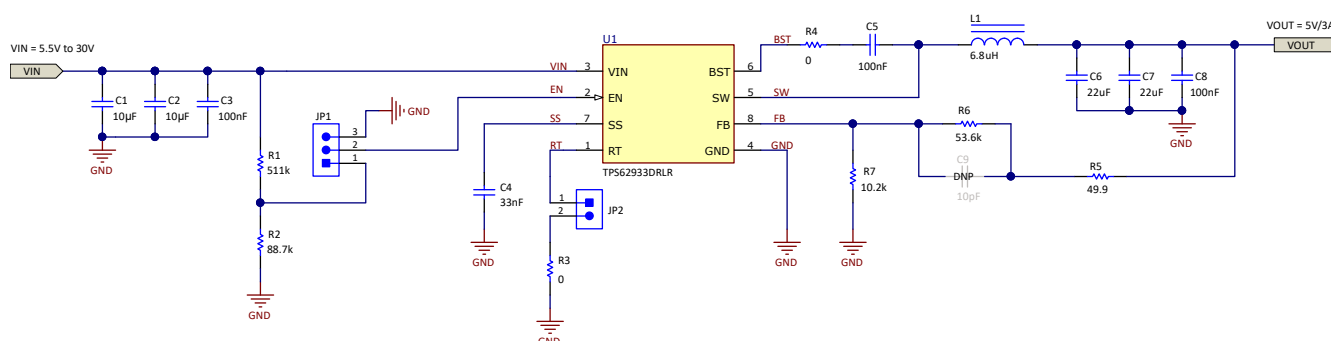 VIN = 5.5V to 30V
VIN
C1
10µF
C2
10µF
C3
100nF
GND
R1
511k
R2
88.7k
GND
JP1
3
2
1
GND
VIN
EN
SS
RT
3
2
7
1
U1
VIN
EN
SS
RT
BST
SW
FB
GND
TPS62933DRLR
6
5
8
4
BST
SW
FB
GND
C4
33nF
GND
1
2
JP2
R3
0
GND
R4
0
C5
100nF
L1
6.8uH
GND
R7
10.2k
GND
R6
53.6k
C9
DNP
10pF
R5
49.9
C6
22uF
C7
22uF
C8
100nF
GND
VOUT = 5V/3A
VOUT